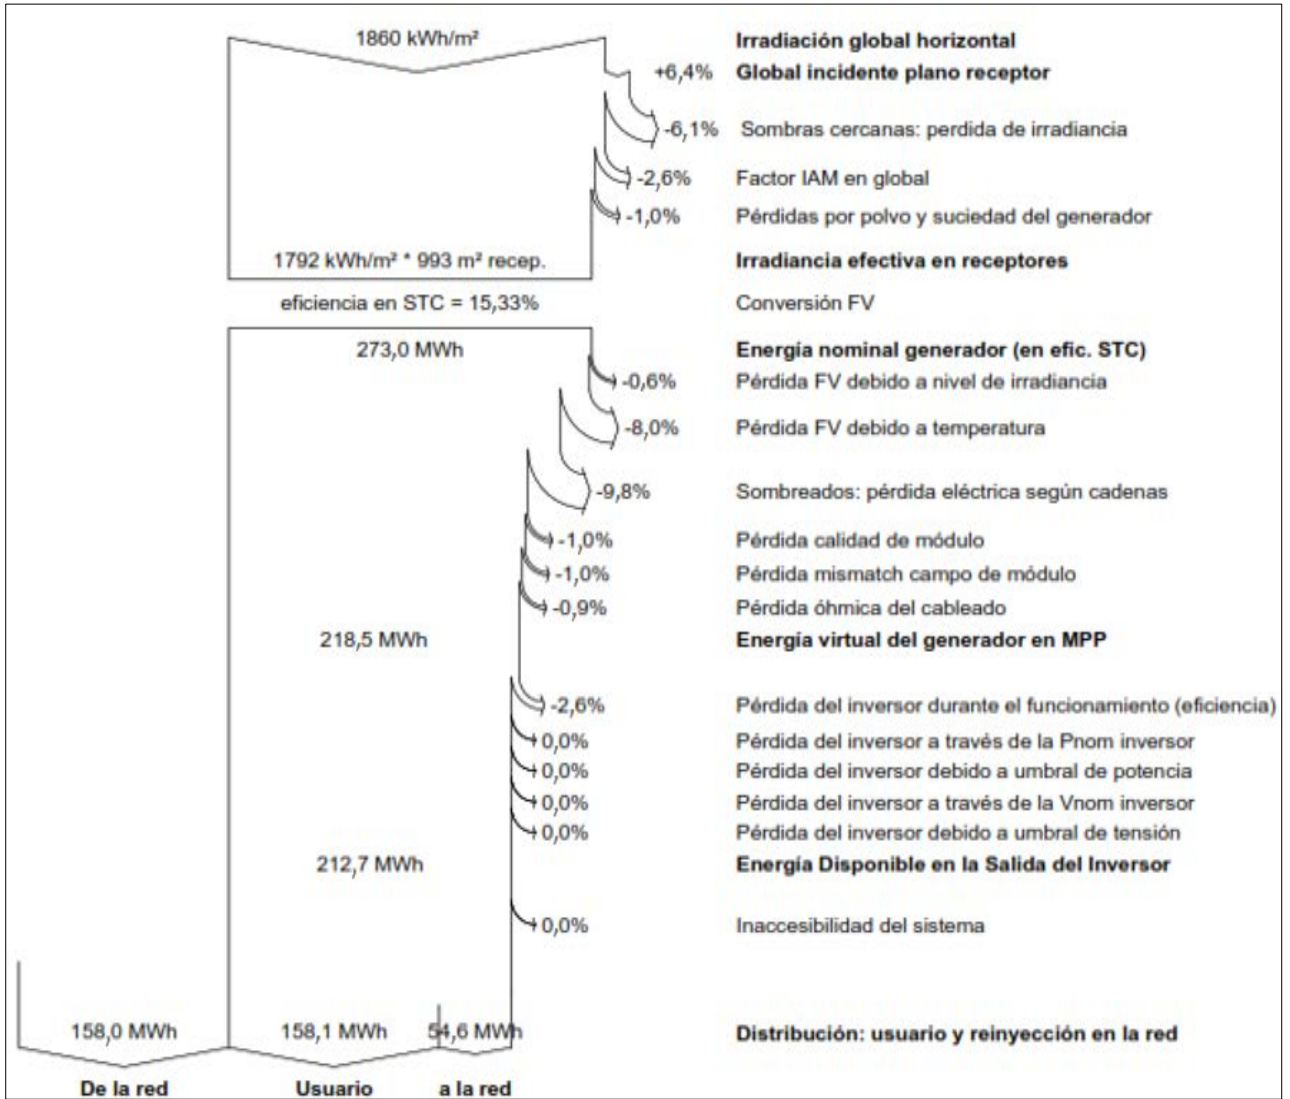 1860 kWh/m² Irradiación global horizontal
+6,4% Global incidente plano receptor
-6,1% Sombras cercanas: perdida de irradiancia
-2,6% Factor IAM en global
-1,0% Pérdidas por polvo y suciedad del generador
1792 kWh/m² * 993 m² recep. Irradiancia efectiva en receptores
eficiencia en STC = 15,33% Conversión FV
273,0 MWh Energía nominal generador (en efic. STC)
-0,6% Pérdida FV debido a nivel de irradiancia
-8,0% Pérdida FV debido a temperatura
-9,8% Sombreados: pérdida eléctrica según cadenas
-1,0% Pérdida calidad de módulo
-1,0% Pérdida mismatch campo de módulo
-0,9% Pérdida óhmica del cableado
218,5 MWh Energía virtual del generador en MPP
-2,6% Pérdida del inversor durante el funcionamiento (eficiencia)
0,0% Pérdida del inversor a través de la Pnom inversor
0,0% Pérdida del inversor debido a umbral de potencia
0,0% Pérdida del inversor a través de la Vnom inversor
0,0% Pérdida del inversor debido a umbral de tensión
212,7 MWh Energía Disponible en la Salida del Inversor
0,0% Inaccesibilidad del sistema
158,0 MWh 158,1 MWh 54,6 MWh Distribución: usuario y reinyección en la red
De la red Usuario a la red